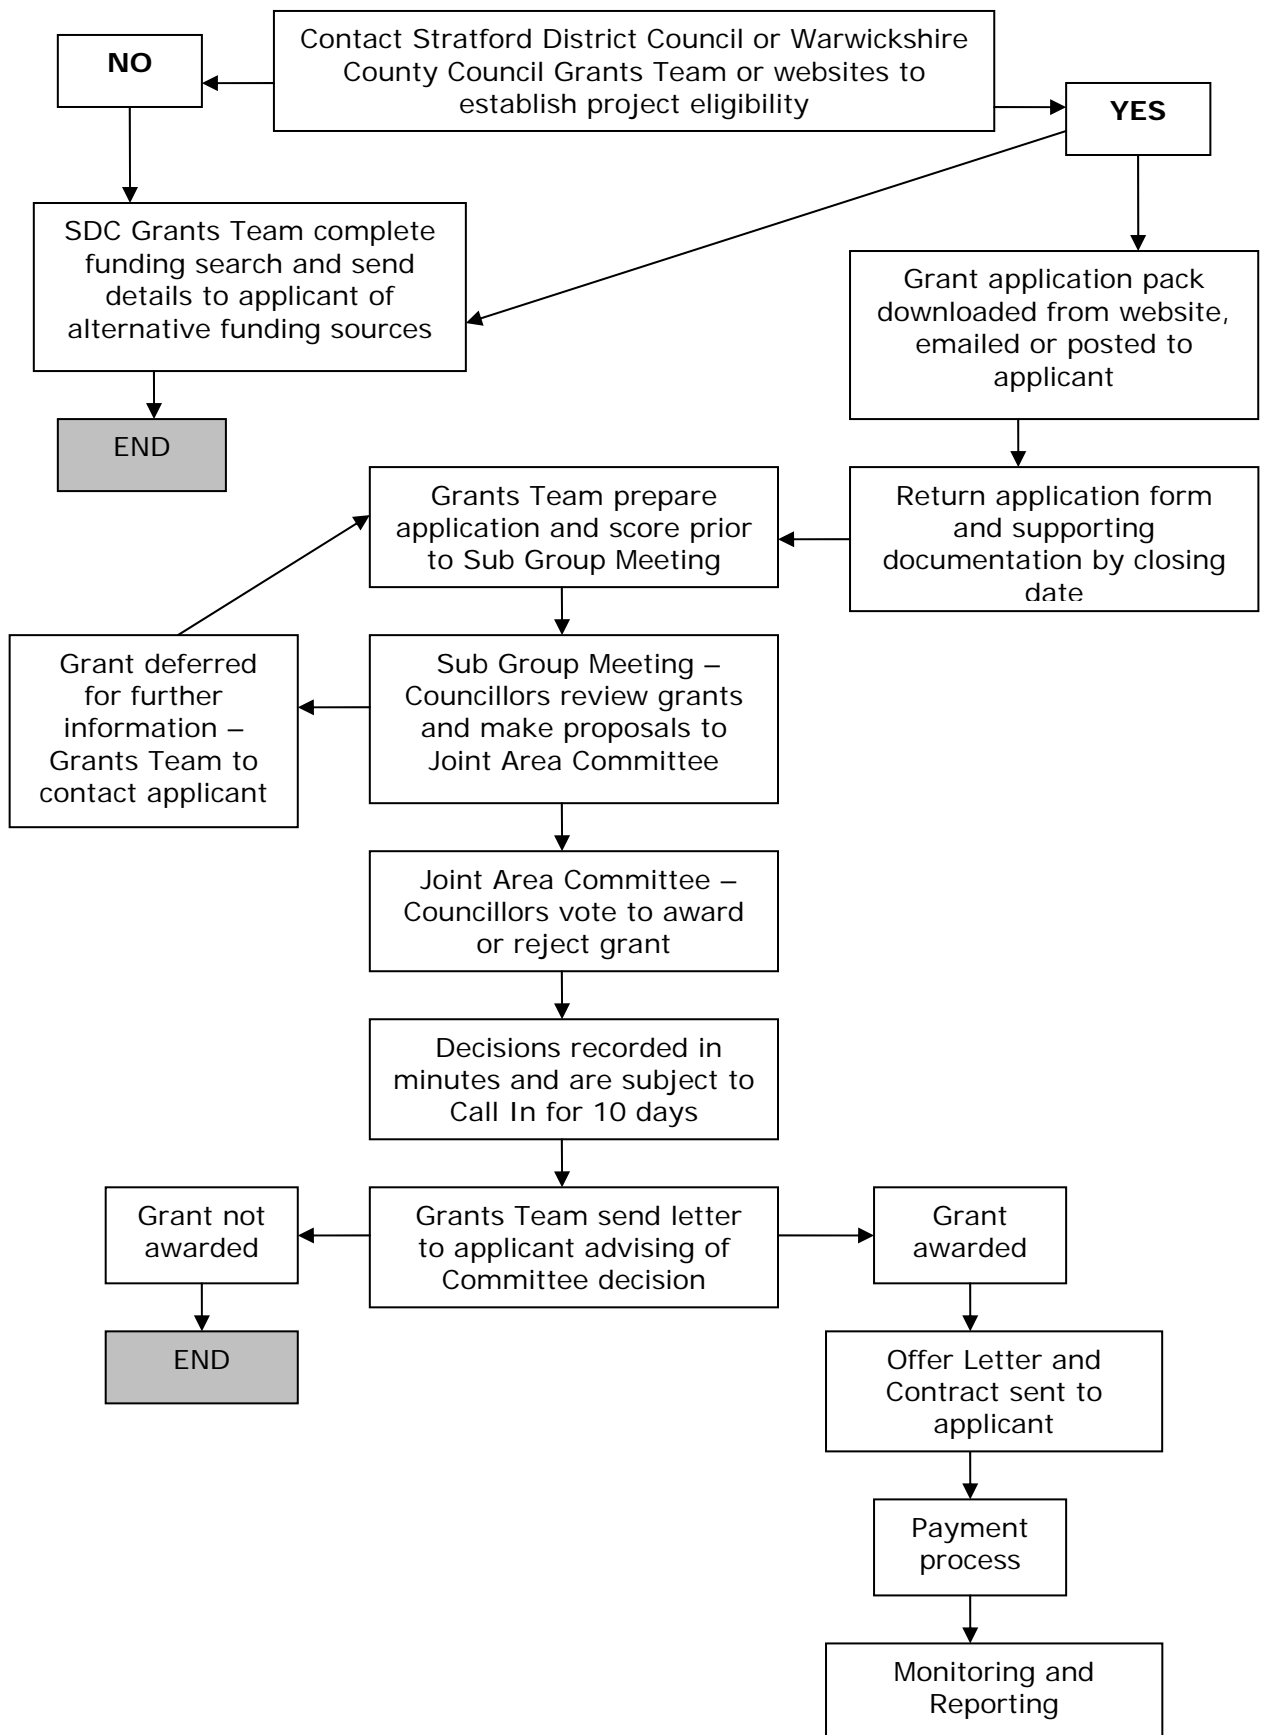 Contact Stratford District Council or Warwickshire
County Council Grants Team or websites to
establish project eligibility
NO
YES
SDC Grants Team complete
funding search and send
details to applicant of
alternative funding sources
END
Grant application pack
downloaded from website,
emailed or posted to
applicant
Return application form
and supporting
documentation by closing
date
Grants Team prepare
application and score prior
to Sub Group Meeting
Sub Group Meeting –
Councillors review grants
and make proposals to
Joint Area Committee
Grant deferred
for further
information –
Grants Team to
contact applicant
Joint Area Committee –
Councillors vote to award
or reject grant
Decisions recorded in
minutes and are subject to
Call In for 10 days
Grants Team send letter
to applicant advising of
Committee decision
Grant not
awarded
END
Grant
awarded
Offer Letter and
Contract sent to
applicant
Payment
process
Monitoring and
Reporting